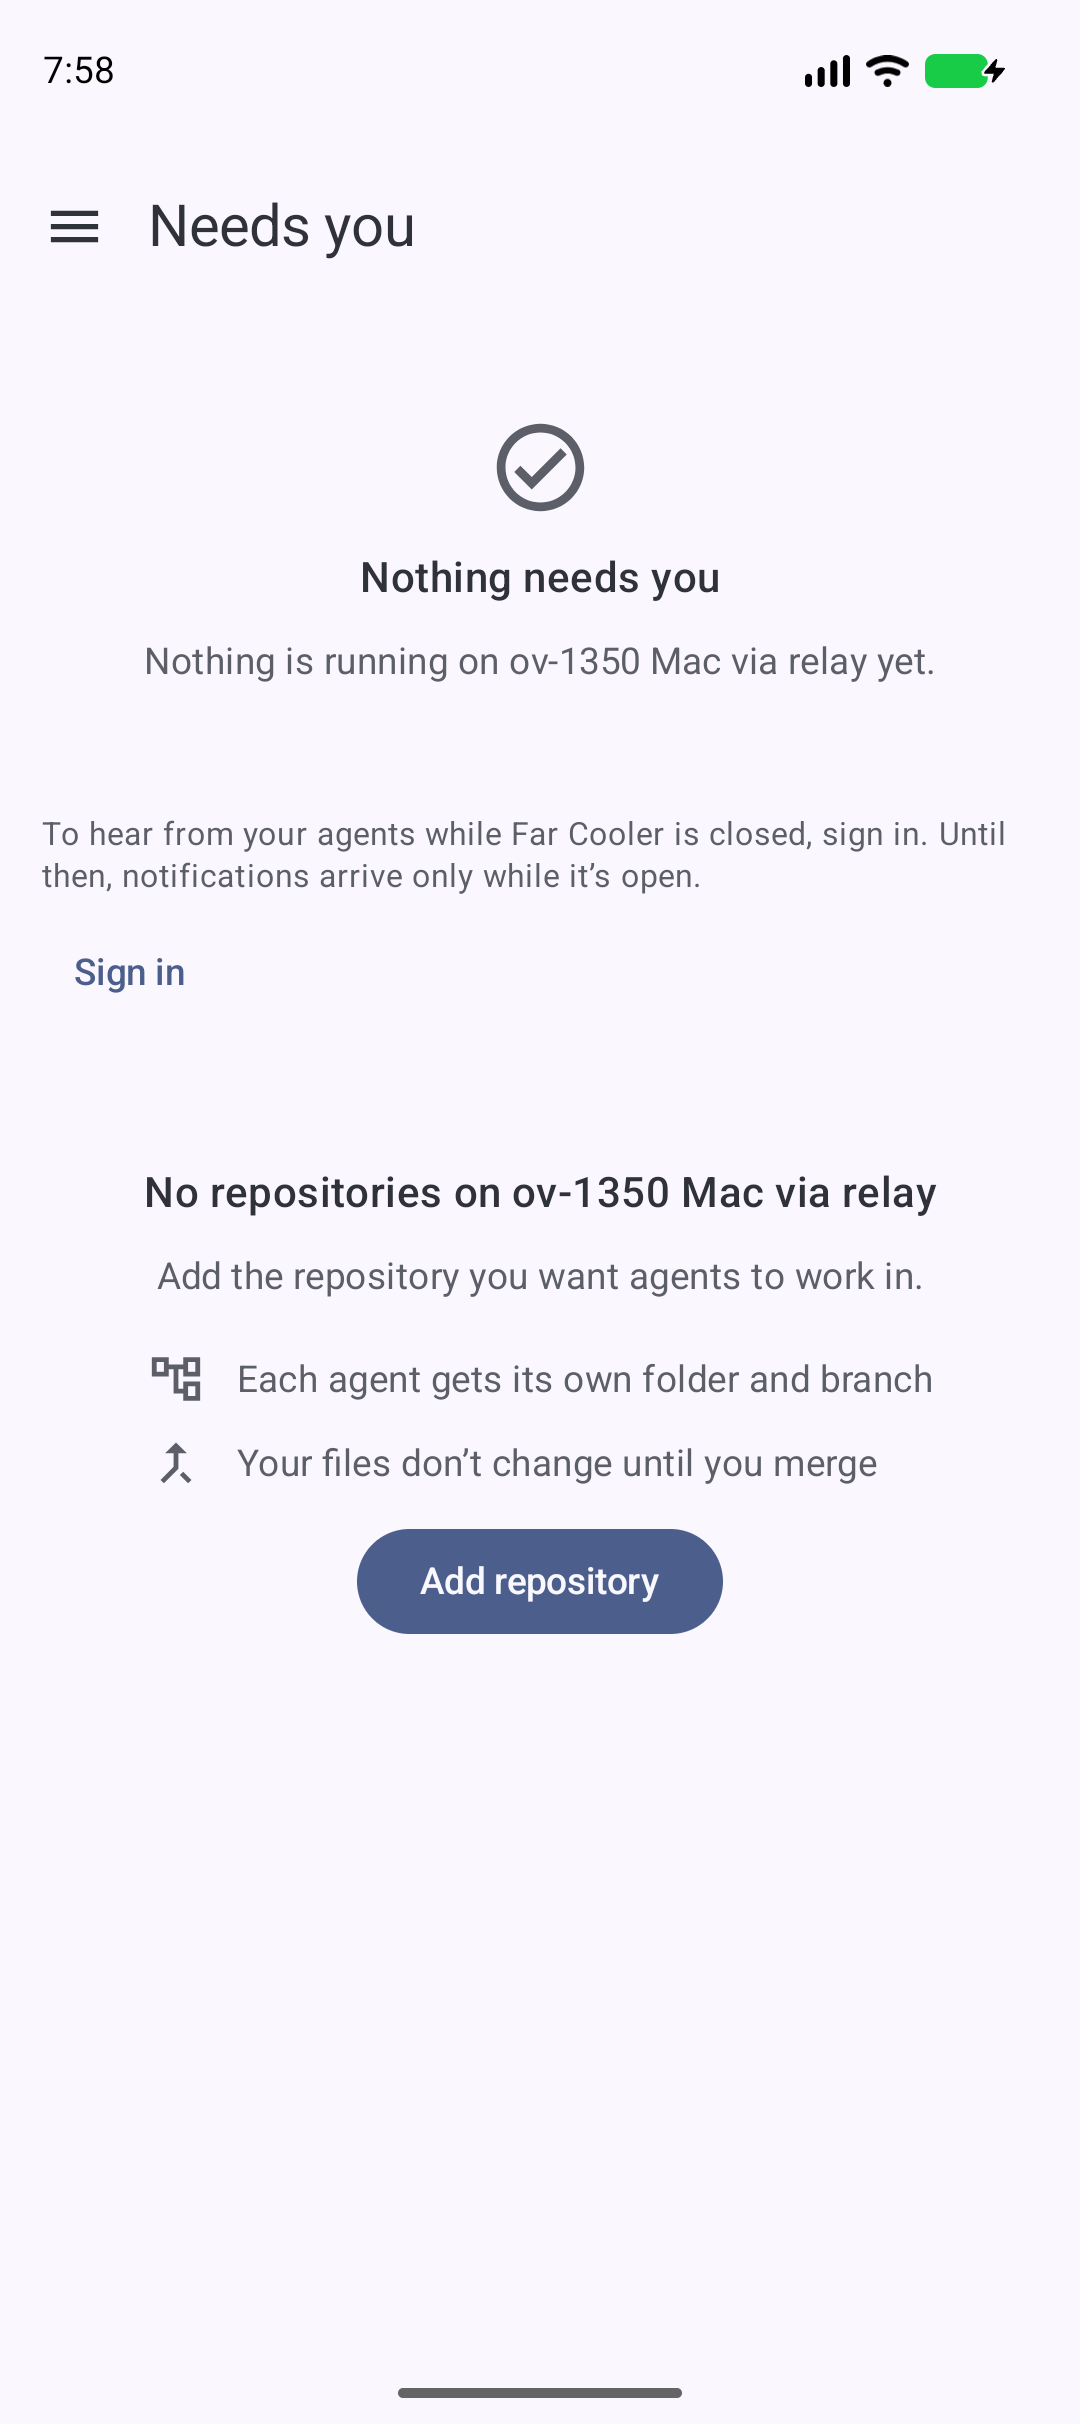 7:58
Needs you
Nothing needs you
Nothing is running on ov-1350 Mac via relay yet.
To hear from your agents while Far Cooler is closed, sign in. Until
then, notifications arrive only while it’s open.
Sign in
No repositories on ov-1350 Mac via relay
Add the repository you want agents to work in.
Each agent gets its own folder and branch
Your files don’t change until you merge
Add repository